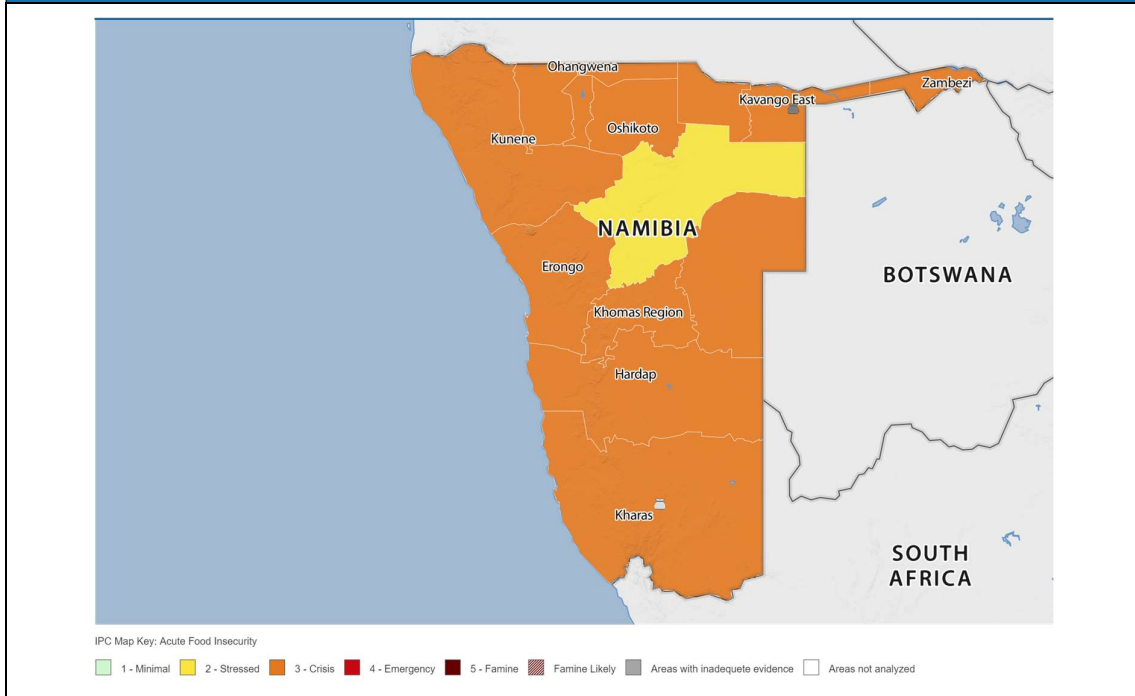 Ohangwena
Zambezi
Kavango East
Oshikoto
Kunene
NAMIBIA
Erongo
BOTSWANA
Khomas Region
Hardap
Kharas
SOUTH
AFRICA
IPC Map Key: Acute Food Insecurity
1 - Minimal 2 - Stressed 3 - Crisis 4 - Emergency 5 - Famine Famine Likely Areas with inadequete evidence Areas not analyzed